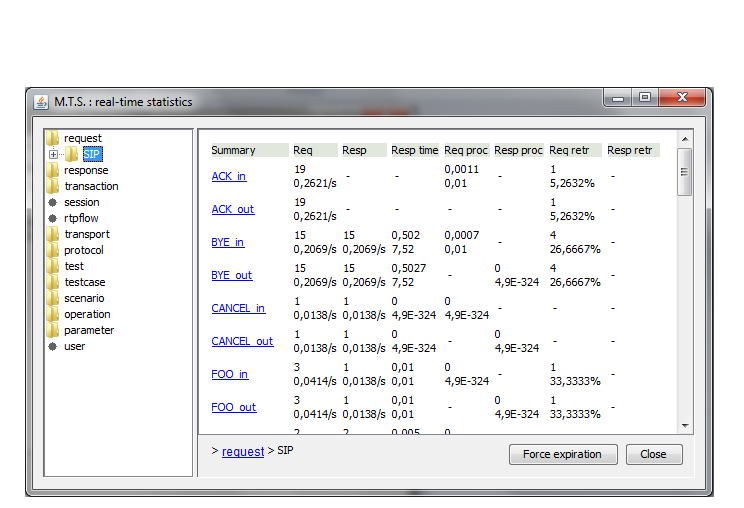 M.T.S. : real-time statistics
request
SIP
response
transaction
session
rtpflow
transport
protocol
test
testcase
scenario
operation
parameter
user
Summary Req Resp Resp time Req proc Resp proc Req retr Resp retr
ACK_in 19 - - 0,0011 - 1 -
0,2621/s 0,01 5,2632%
ACK_out 19 - - - - 1 -
0,2621/s 5,2632%
BYE_in 15 15 0,502 0,0007 - 4 -
0,2069/s 0,2069/s 7,52 0,01 26,6667%
BYE_out 15 15 0,5027 - 0 4 -
0,2069/s 0,2069/s 7,52 4,9E-324 26,6667%
CANCEL_in 1 1 0 0 - - -
0,0138/s 0,0138/s 4,9E-324 4,9E-324
CANCEL_out 1 1 0 - 0 - -
0,0138/s 0,0138/s 4,9E-324 4,9E-324
FOO_in 3 1 0,01 0 - 1 -
0,0414/s 0,0138/s 0,01 4,9E-324 33,3333%
FOO_out 3 1 0,01 - 0 1 -
0,0414/s 0,0138/s 0,01 4,9E-324 33,3333%
2 2 0,005 0
> request > SIP
Force expiration
Close